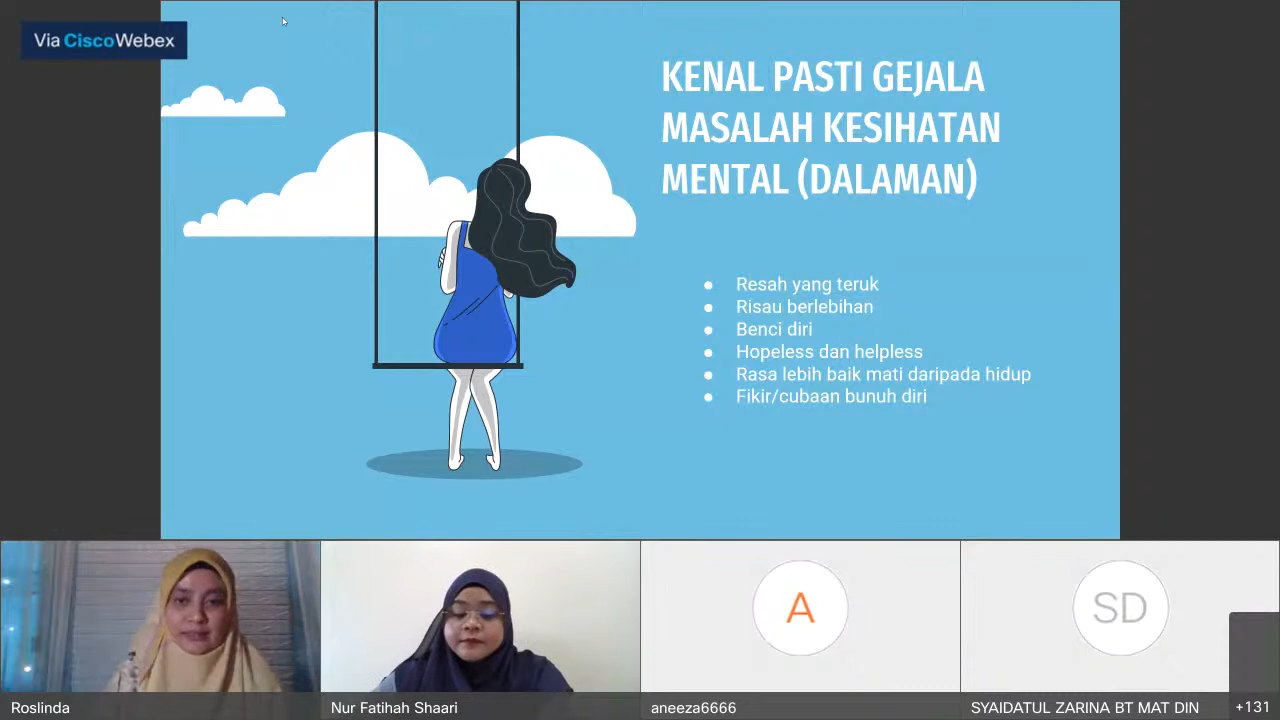 Via CiscoWebex
KENAL PASTI GEJALA
MASALAH KESIHATAN
MENTAL (DALAMAN)
● Resah yang teruk
● Risau berlebihan
● Benci diri
● Hopeless dan helpless
● Rasa lebih baik mati daripada hidup
● Fikir/cubaan bunuh diri
A
SD
Roslinda
Nur Fatihah Shaari
aneeza6666
SYAIDATUL ZARINA BT MAT DIN
+131